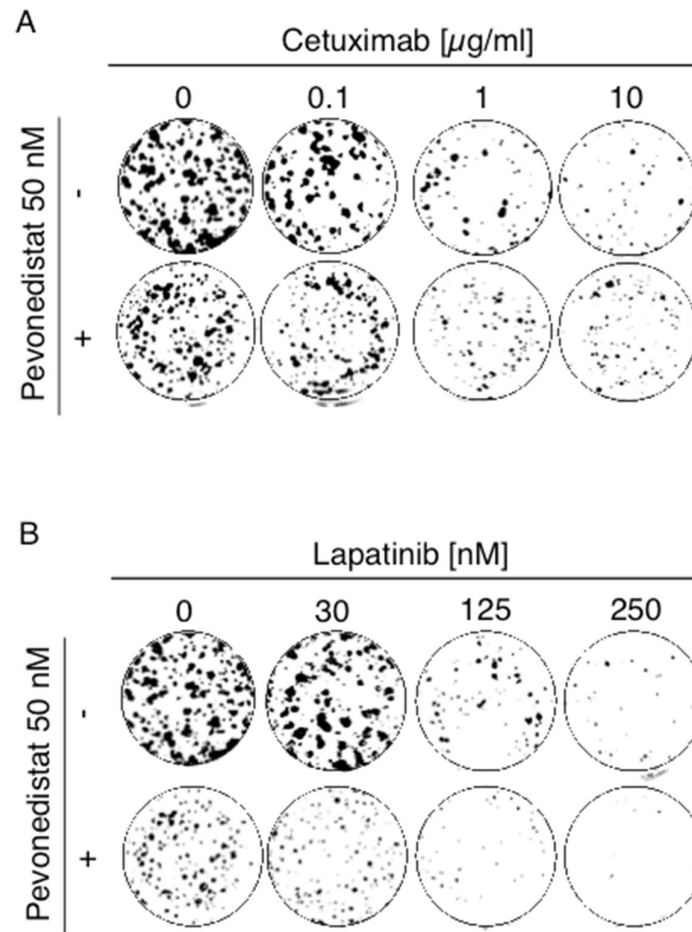 A
Cetuximab [µg/ml]
0 0.1 1 10
Pevonedistat 50 nM
-
+
B
Lapatinib [nM]
0 30 125 250
Pevonedistat 50 nM
-
+